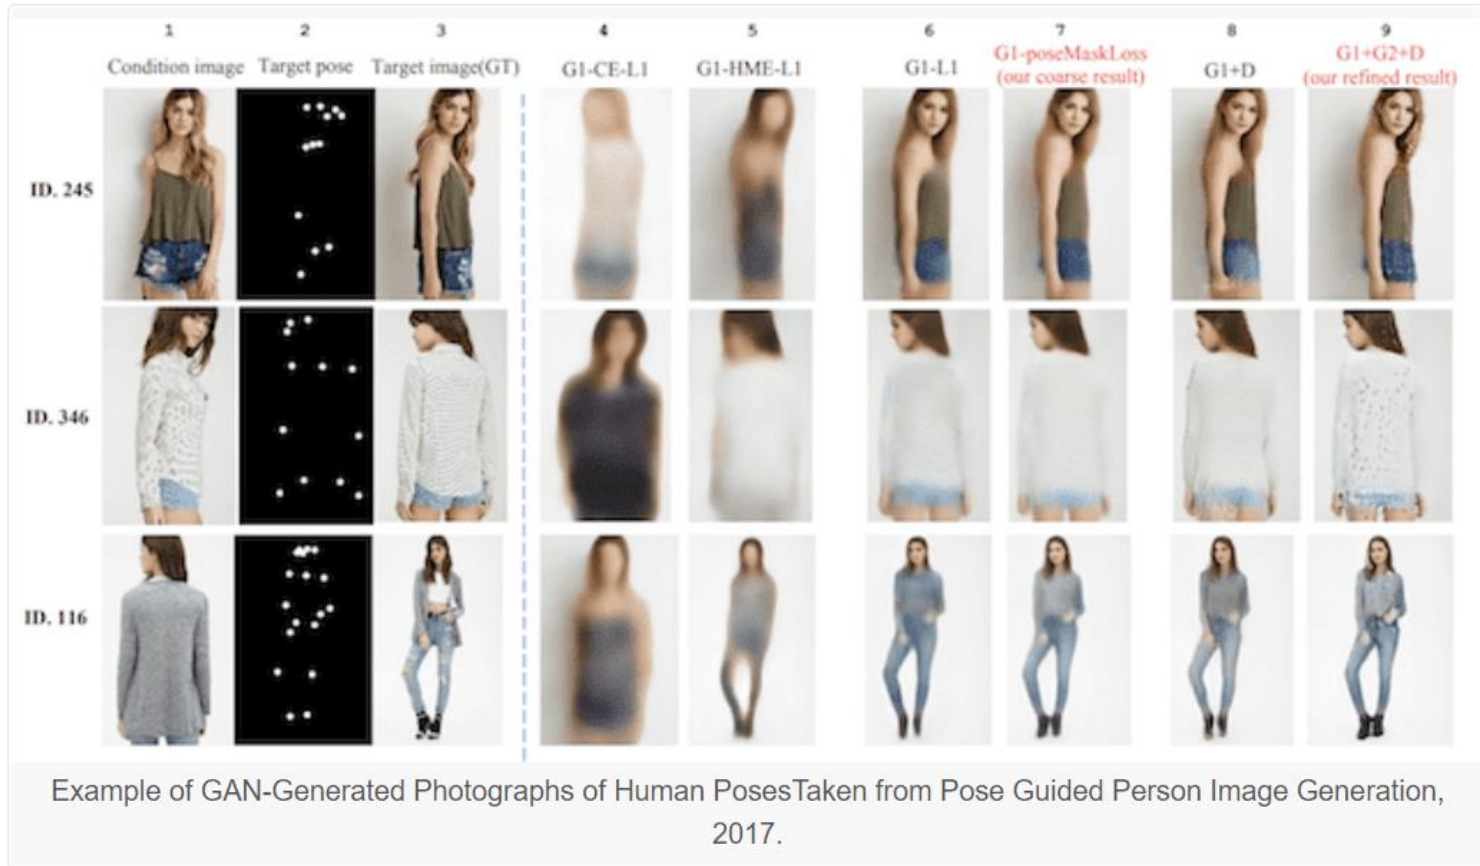 1 2 3 4 5 6 7 8 9
Condition image Target pose Target image(GT) G1-CE-L1 G1-HME-L1 G1-L1 G1-poseMaskLoss (our coarse result) G1+D G1+G2+D (our refined result)
ID. 245
ID. 346
ID. 116
Example of GAN-Generated Photographs of Human PosesTaken from Pose Guided Person Image Generation,
2017.